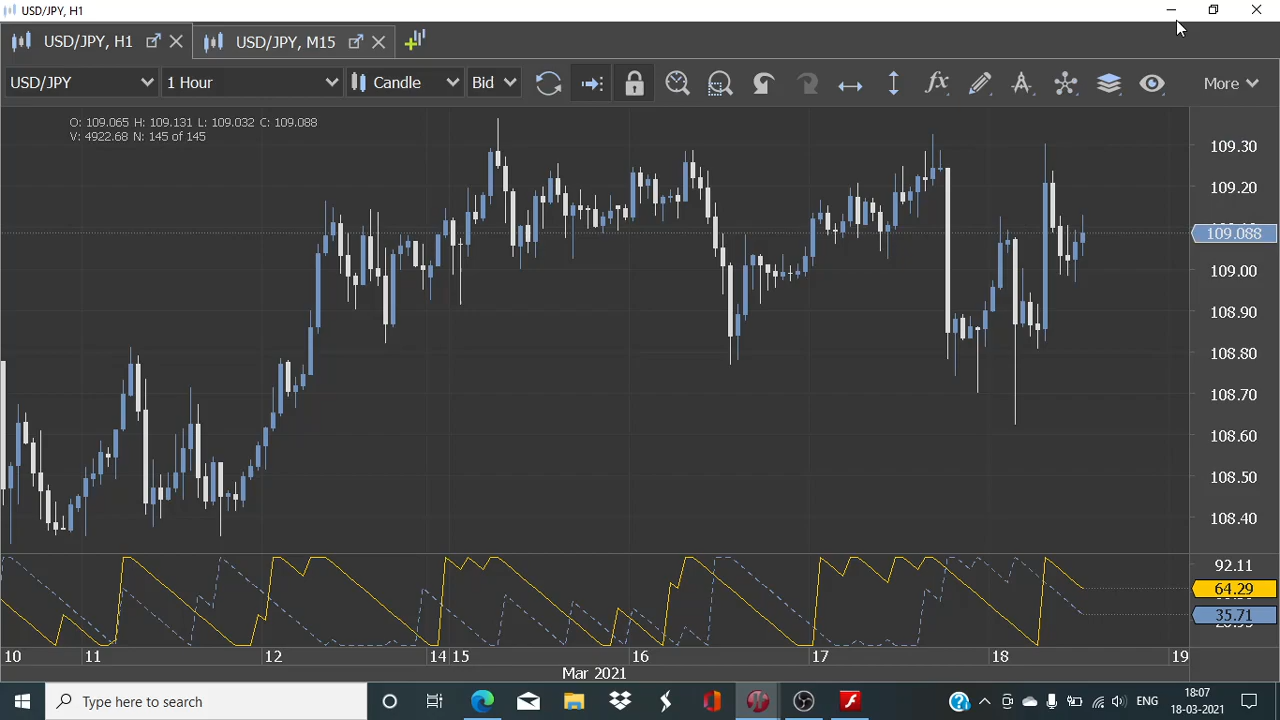 USD/JPY, H1
USD/JPY, H1
USD/JPY, M15
USD/JPY
1 Hour
Candle
Bid
fx
More
O: 109.065 H: 109.131 L: 109.032 C: 109.088
V: 4922.68 N: 145 of 145
109.30
109.20
109.088
109.00
108.90
108.80
108.70
108.60
108.50
108.40
92.11
64.29
35.71
10 11 12 14 15 16 17 18 19
Mar 2021
Type here to search
ENG
18:07
18-03-2021